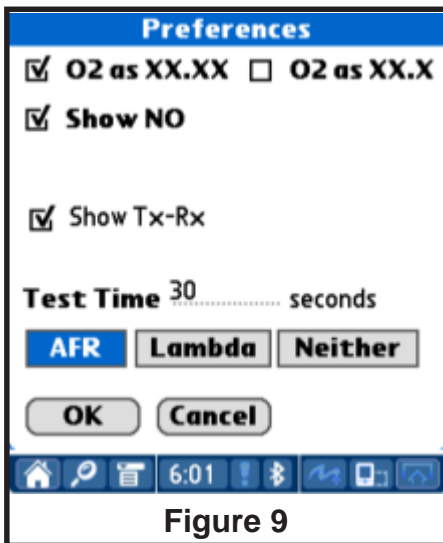 Preferences
O2 as XX.XX O2 as XX.X
Show NO
Show Tx-Rx
Test Time 30 seconds
AFR Lambda Neither
OK Cancel
6:01
Figure 9